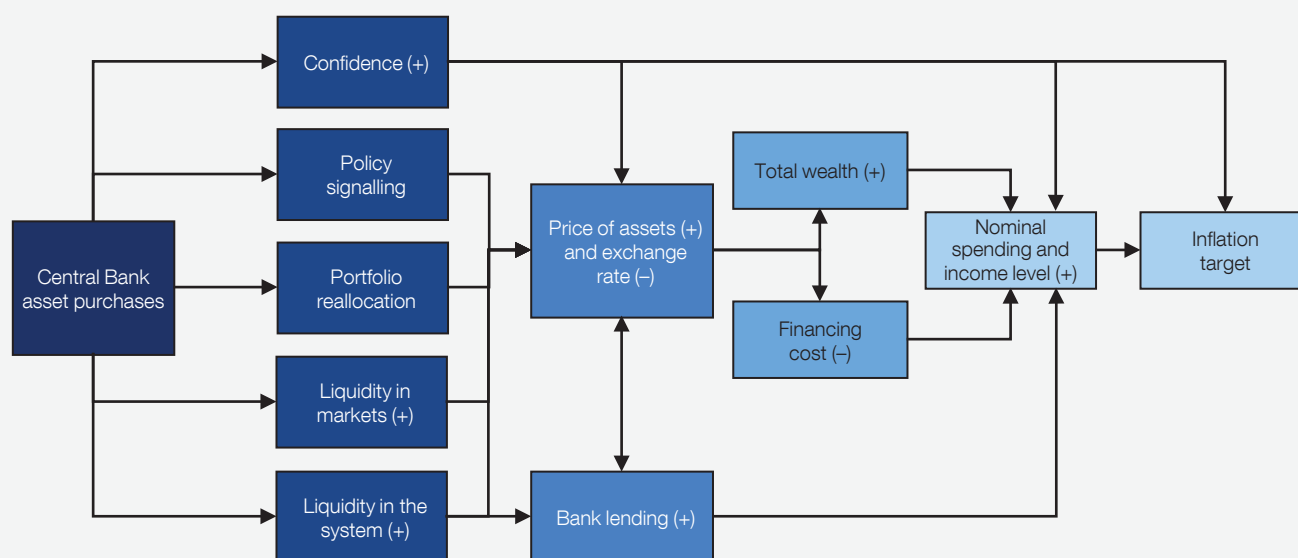 Confidence (+)
Policy
signalling
Central Bank
asset purchases
Portfolio
reallocation
Liquidity in
markets (+)
Liquidity in the
system (+)
Price of assets (+)
and exchange
rate (–)
Bank lending (+)
Total wealth (+)
Financing
cost (–)
Nominal
spending and
income level (+)
Inflation
target